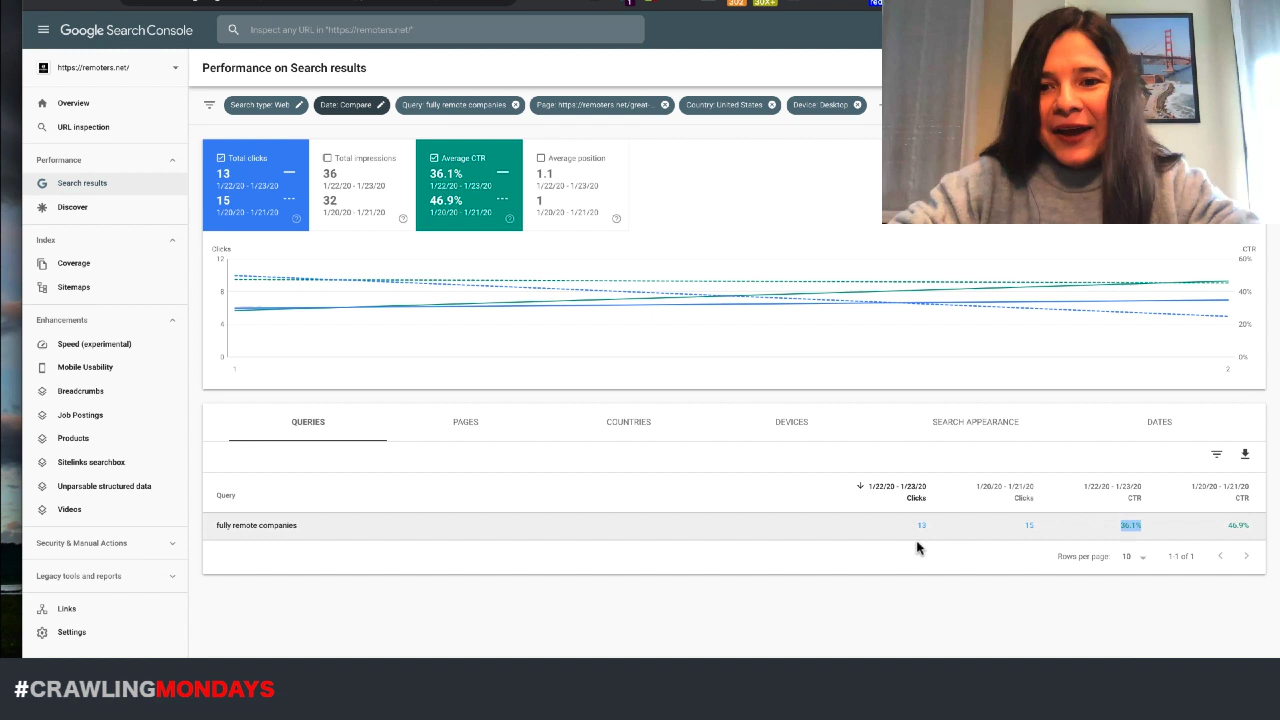 302
30X+
Google Search Console
Inspect any URL in "https://remoters.net/"
https://remoters.net/
Performance on Search results
Overview
URL inspection
Performance
Search results
Discover
Index
Coverage
Sitemaps
Enhancements
Speed (experimental)
Mobile Usability
Breadcrumbs
Job Postings
Products
Sitelinks searchbox
Unparsable structured data
Videos
Security & Manual Actions
Legacy tools and reports
Links
Settings
Search type: Web
Date: Compare
Query: fully remote companies
Page: https://remoters.net/great-...
Country: United States
Device: Desktop
Total clicks
13
1/22/20 - 1/23/20
15
1/20/20 - 1/21/20
Total impressions
36
1/22/20 - 1/23/20
32
1/20/20 - 1/21/20
Average CTR
36.1%
1/22/20 - 1/23/20
46.9%
1/20/20 - 1/21/20
Average position
1.1
1/22/20 - 1/23/20
1
1/20/20 - 1/21/20
Clicks
CTR
12
60%
8
40%
4
20%
0
0%
1
2
QUERIES
PAGES
COUNTRIES
DEVICES
SEARCH APPEARANCE
DATES
Query
1/22/20 - 1/23/20
Clicks
1/20/20 - 1/21/20
Clicks
1/22/20 - 1/23/20
CTR
1/20/20 - 1/21/20
CTR
fully remote companies
13
15
36.1%
46.9%
Rows per page: 10
1-1 of 1
#CRAWLINGMONDAYS